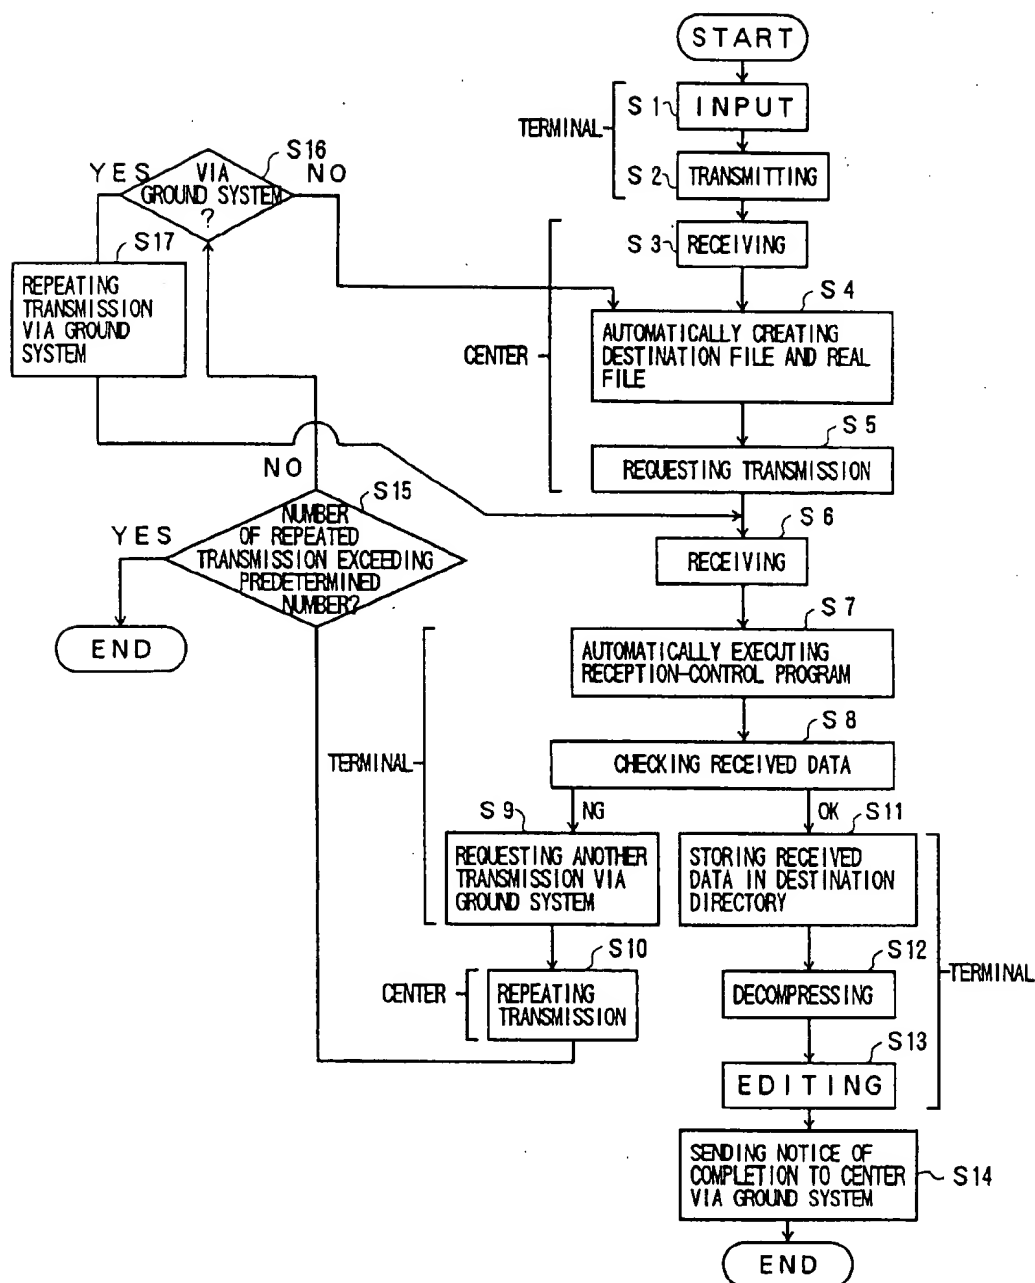 START
S1
INPUT
TERMINAL
S2
TRANSMITTING
S3
RECEIVING
S16
YES
VIA
GROUND SYSTEM
?
NO
S17
REPEATING
TRANSMISSION
VIA GROUND
SYSTEM
CENTER
S4
AUTOMATICALLY CREATING
DESTINATION FILE AND REAL
FILE
S5
REQUESTING TRANSMISSION
NO
S15
YES
NUMBER
OF REPEATED
TRANSMISSION EXCEEDING
PREDETERMINED
NUMBER?
END
S6
RECEIVING
S7
AUTOMATICALLY EXECUTING
RECEPTION-CONTROL PROGRAM
S8
CHECKING RECEIVED DATA
TERMINAL
NG
OK
S9
REQUESTING ANOTHER
TRANSMISSION VIA
GROUND SYSTEM
S11
STORING RECEIVED
DATA IN DESTINATION
DIRECTORY
S10
CENTER
REPEATING
TRANSMISSION
S12
DECOMPRESSING
TERMINAL
S13
EDITING
SENDING NOTICE OF
COMPLETION TO CENTER
VIA GROUND SYSTEM
S14
END